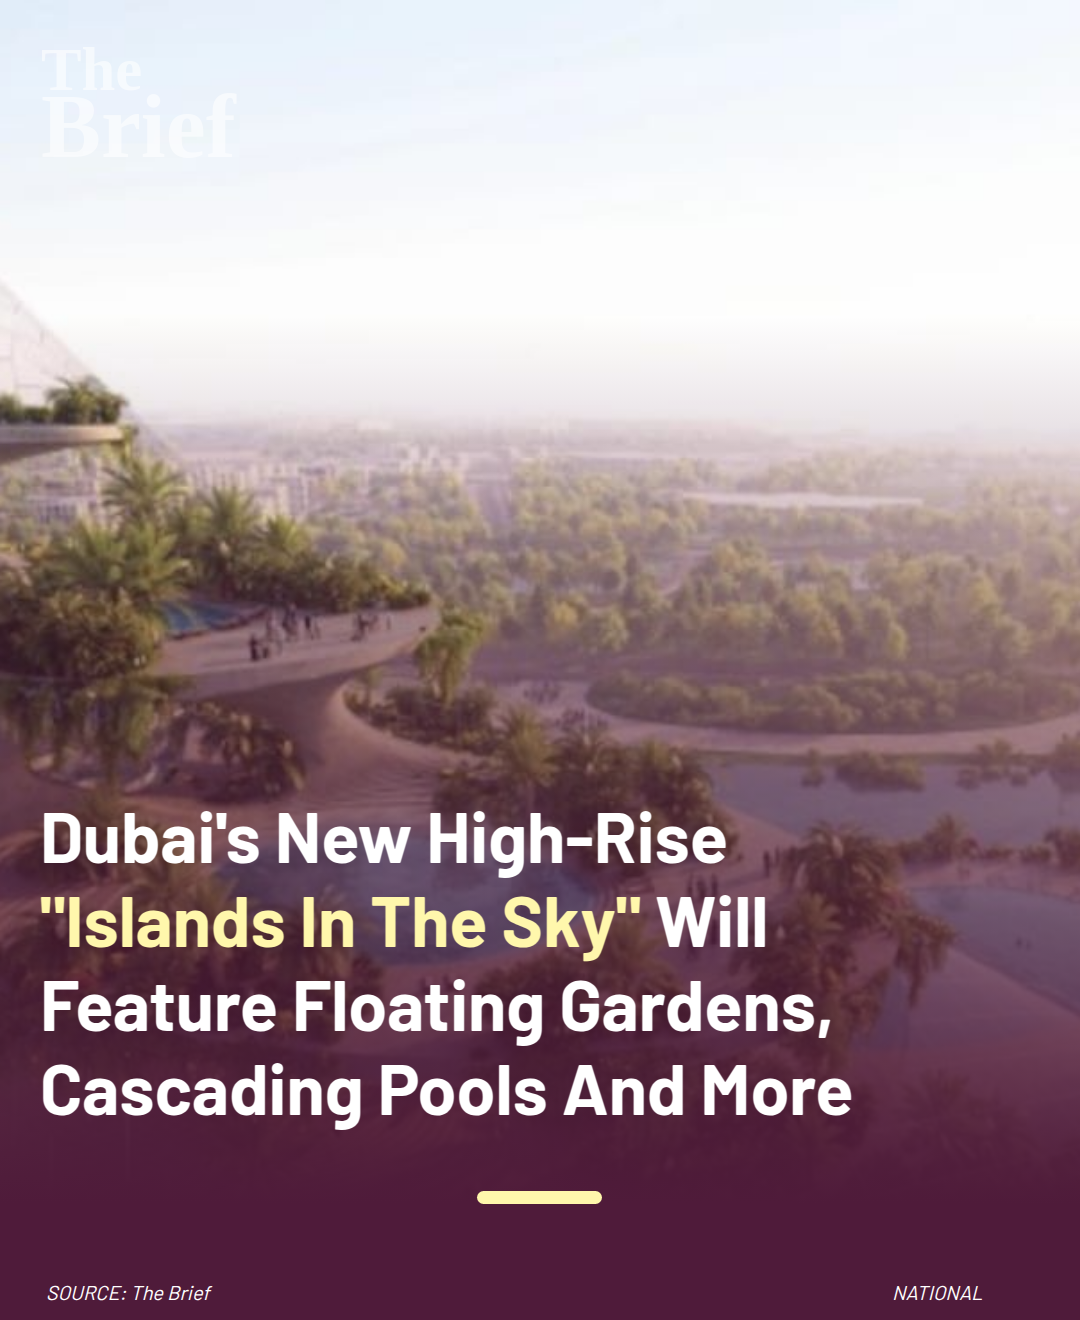 The
Brief
Dubai's New High-Rise
"Islands In The Sky" Will
Feature Floating Gardens,
Cascading Pools And More
SOURCE: The Brief
NATIONAL